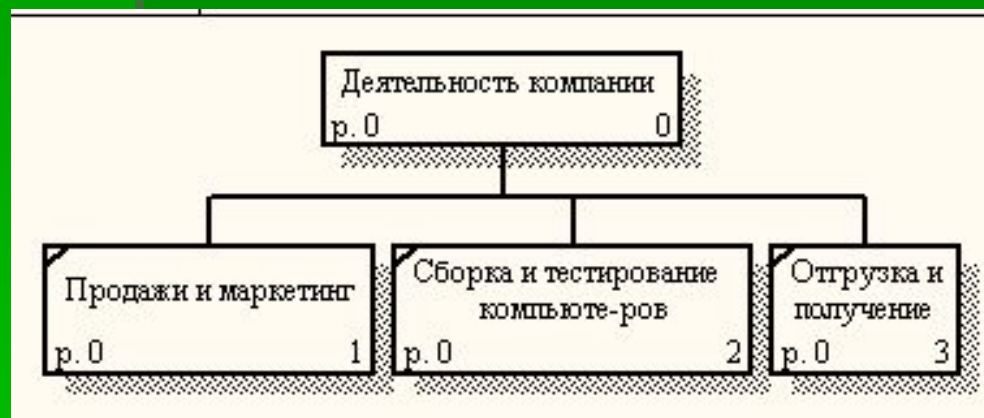 Деятельность компании
р. 0 0
Продажи и маркетинг
р. 0 1
Сборка и тестирование
компьюте-ров
р. 0 2
Отгрузка и
получение
р. 0 3